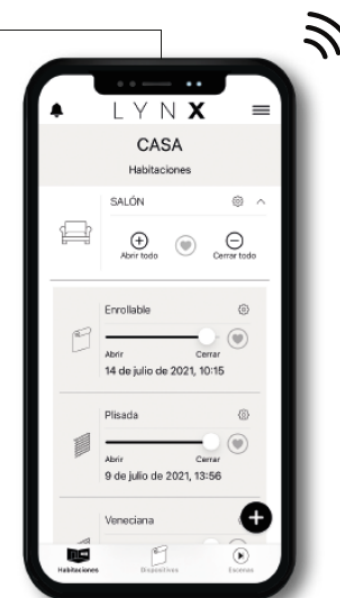 LYNX
CASA
Habitaciones
SALÓN
Abrir todo
Cerrar todo
Enrollable
Abrir Cerrar
14 de julio de 2021, 10:15
Plisada
Abrir Cerrar
9 de julio de 2021, 13:56
Veneciana
Habitaciones Dispositivos Escenas